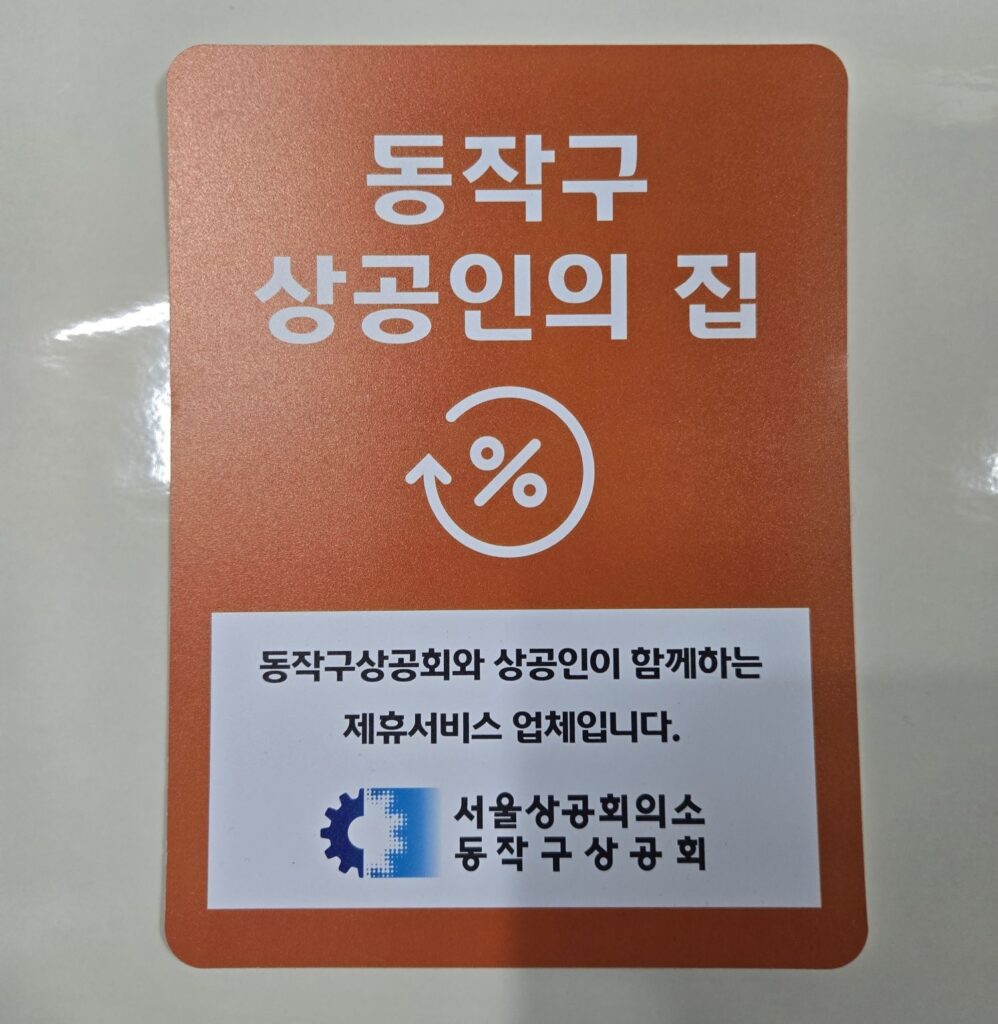 동작구
상공인의 집
%
동작구상공회와 상공인이 함께하는
제휴서비스 업체입니다.
서울상공회의소
동작구상공회